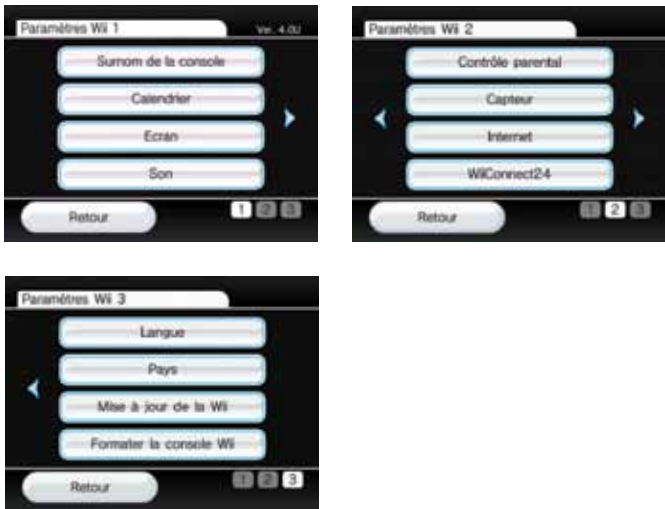 Paramètres Wii 1
Ver. 4.0U
Surnom de la console
Calendrier
Ecran
Son
Retour
1 2 3
Paramètres Wii 2
Contrôle parental
Capteur
Internet
WiiConnect24
Retour
1 2 3
Paramètres Wii 3
Langue
Pays
Mise à jour de la Wii
Formater la console Wii
Retour
1 2 3